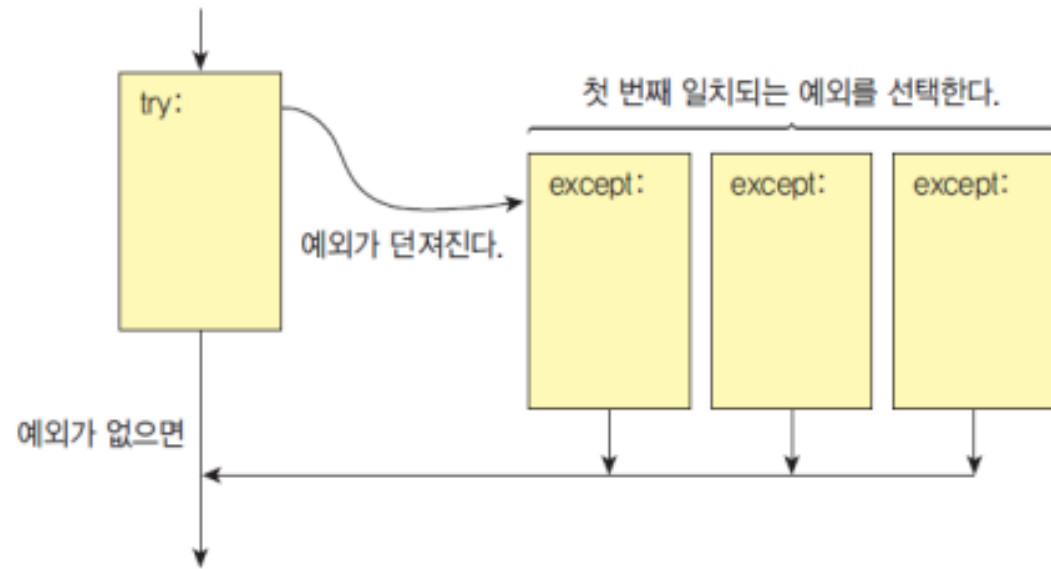 try:
첫 번째 일치되는 예외를 선택한다.
except:
except:
except:
예외가 던져진다.
예외가 없으면